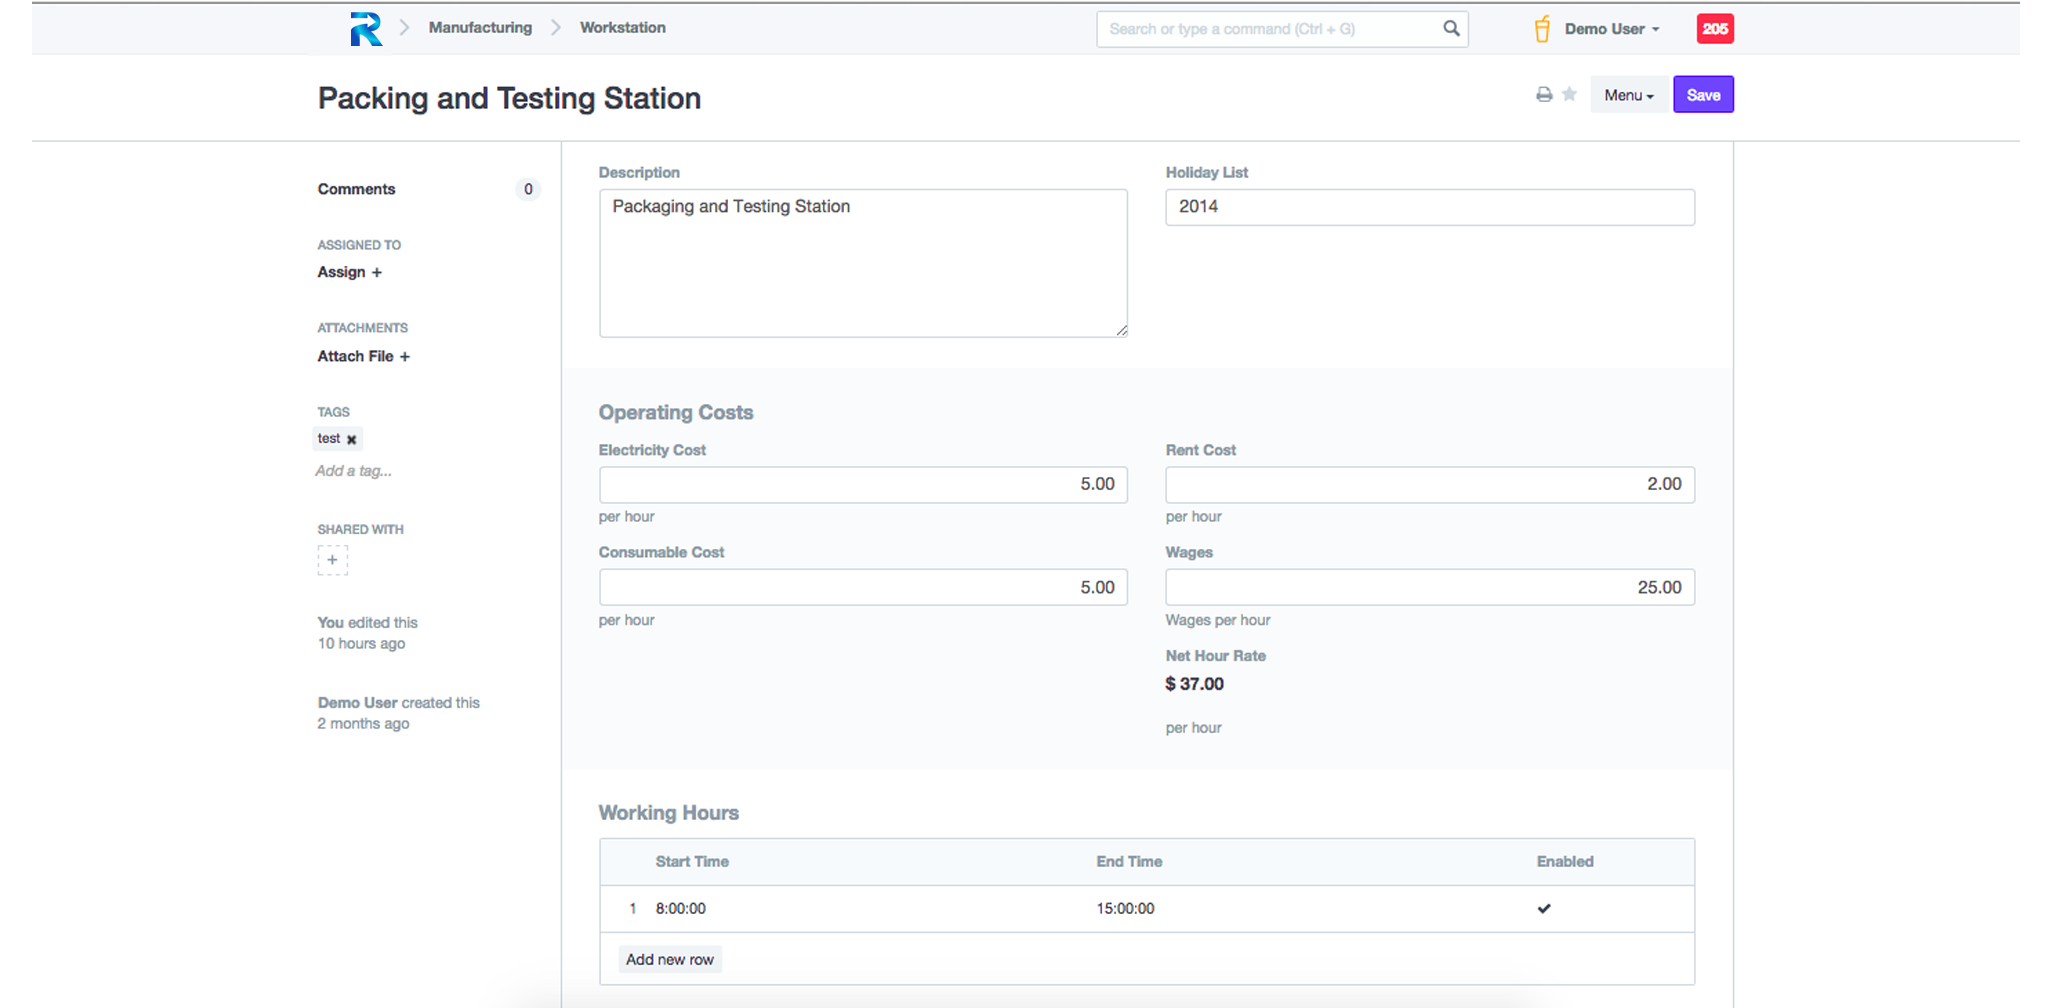 Manufacturing
Workstation
Search or type a command (Ctrl + G)
Demo User
205
Packing and Testing Station
Menu
Save
Comments
0
ASSIGNED TO
Assign +
ATTACHMENTS
Attach File +
TAGS
test ✖
Add a tag...
SHARED WITH
+
You edited this
10 hours ago
Demo User created this
2 months ago
Description
Packaging and Testing Station
Holiday List
2014
Operating Costs
Electricity Cost
5.00
per hour
Rent Cost
2.00
per hour
Consumable Cost
5.00
per hour
Wages
25.00
Wages per hour
Net Hour Rate
$ 37.00
per hour
Working Hours
Start Time End Time Enabled
1 8:00:00 15:00:00 ✔
Add new row